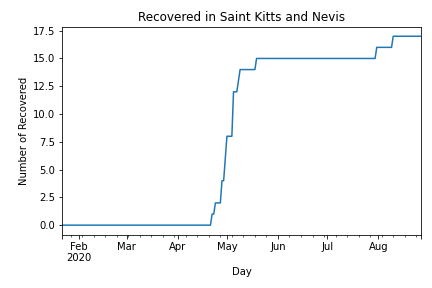 Recovered in Saint Kitts and Nevis
Number of Recovered
17.5
15.0
12.5
10.0
7.5
5.0
2.5
0.0
Feb Mar Apr May Jun Jul Aug
2020
Day